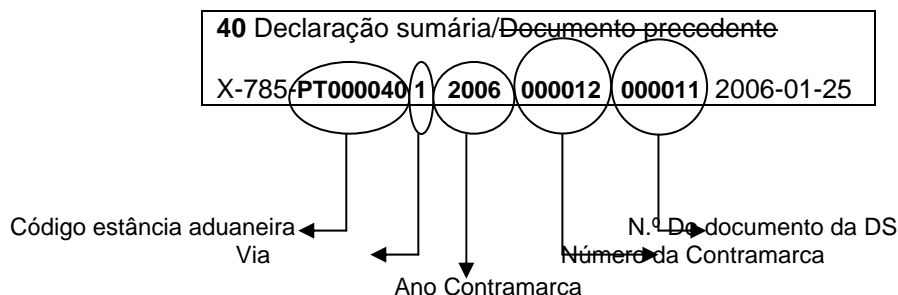 40 Declaração sumária/Documento precedente
X-785-PT000040 1 2006 000012 000011 2006-01-25
Código estância aduaneira
N.º Do documento da DS
Via
Número da Contramarca
Ano Contramarca